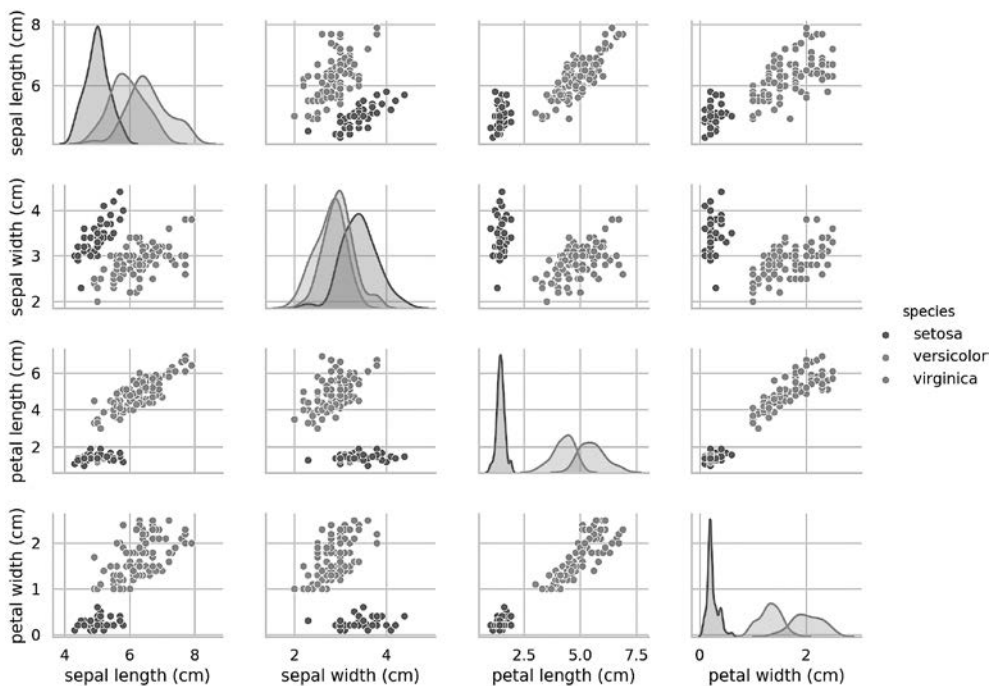 sepal length (cm)
8
6
sepal width (cm)
4
3
2
species
setosa
versicolor
virginica
petal length (cm)
6
4
2
petal width (cm)
2
1
0
4 6 8
2 4
2.5 5.0 7.5
0 2
sepal length (cm) sepal width (cm) petal length (cm) petal width (cm)